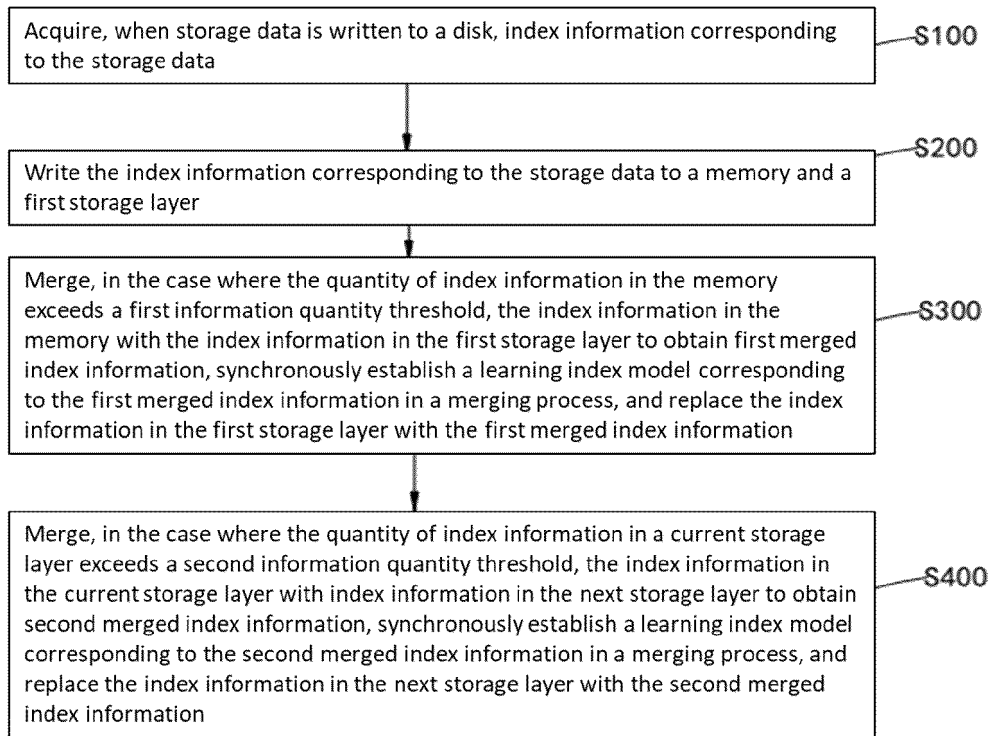 Acquire, when storage data is written to a disk, index information corresponding
to the storage data
S100
Write the index information corresponding to the storage data to a memory and a
first storage layer
S200
Merge, in the case where the quantity of index information in the memory
exceeds a first information quantity threshold, the index information in the
memory with the index information in the first storage layer to obtain first merged
index information, synchronously establish a learning index model corresponding
to the first merged index information in a merging process, and replace the index
information in the first storage layer with the first merged index information
S300
Merge, in the case where the quantity of index information in a current storage
layer exceeds a second information quantity threshold, the index information in
the current storage layer with index information in the next storage layer to obtain
second merged index information, synchronously establish a learning index model
corresponding to the second merged index information in a merging process, and
replace the index information in the next storage layer with the second merged
index information
S400